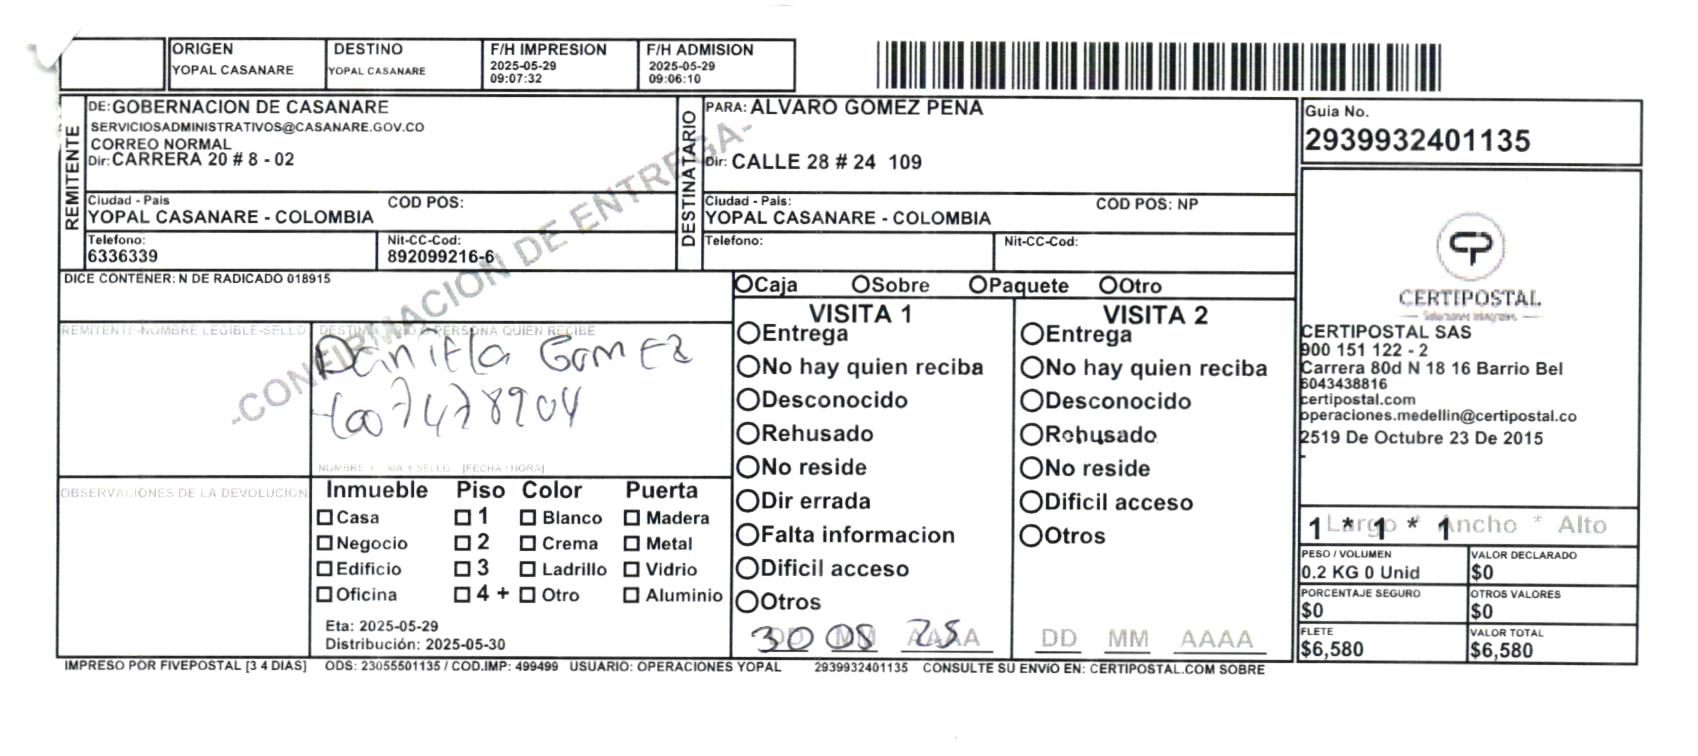 ORIGEN
YOPAL CASANARE
DESTINO
YOPAL CASANARE
F/H IMPRESION
2025-05-29
09:07:32
F/H ADMISION
2025-05-29
09:06:10
REMITENTE
DE: GOBERNACION DE CASANARE
SERVICIOSADMINISTRATIVOS@CASANARE.GOV.CO
CORREO NORMAL
Dir: CARRERA 20 # 8 - 02
Ciudad - Pais
COD POS:
YOPAL CASANARE - COLOMBIA
Telefono:
6336339
Nit-CC-Cod:
892099216-6
DESTINATARIO
PARA: ALVARO GOMEZ PENA
Dir: CALLE 28 # 24 109
Ciudad - Pais:
COD POS: NP
YOPAL CASANARE - COLOMBIA
Telefono:
Nit-CC-Cod:
Guia No.
2939932401135
-CONFIRMACION DE ENTREGA-
DICE CONTENER: N DE RADICADO 018915
Caja Sobre Paquete Otro
REMITENTE-NOMBRE LEGIBLE-SELLO
PERSONA QUIEN RECIBE
Daniela Gomez
1007478904
[FECHA / HORA]
OBSERVACIONES DE LA DEVOLUCION
Inmueble Piso Color Puerta
Casa 1 Blanco Madera
Negocio 2 Crema Metal
Edificio 3 Ladrillo Vidrio
Oficina 4 + Otro Aluminio
Eta: 2025-05-29
Distribución: 2025-05-30
VISITA 1
Entrega
No hay quien reciba
Desconocido
Rehusado
No reside
Dir errada
Falta informacion
Dificil acceso
Otros
30 05 25
DD MM AAAA
VISITA 2
Entrega
No hay quien reciba
Desconocido
Rehusado
No reside
Dificil acceso
Otros
DD MM AAAA
CERTIPOSTAL
Soluciones Integrales
CERTIPOSTAL SAS
900 151 122 - 2
Carrera 80d N 18 16 Barrio Bel
6043438816
certipostal.com
operaciones.medellin@certipostal.co
2519 De Octubre 23 De 2015
-
1 * 1 * 1
Largo * Ancho * Alto
PESO / VOLUMEN
0.2 KG 0 Unid
VALOR DECLARADO
$0
PORCENTAJE SEGURO
$0
OTROS VALORES
$0
FLETE
$6,580
VALOR TOTAL
$6,580
IMPRESO POR FIVEPOSTAL [3 4 DIAS] ODS: 23055501135 / COD.IMP: 499499 USUARIO: OPERACIONES YOPAL 2939932401135 CONSULTE SU ENVIO EN: CERTIPOSTAL.COM SOBRE